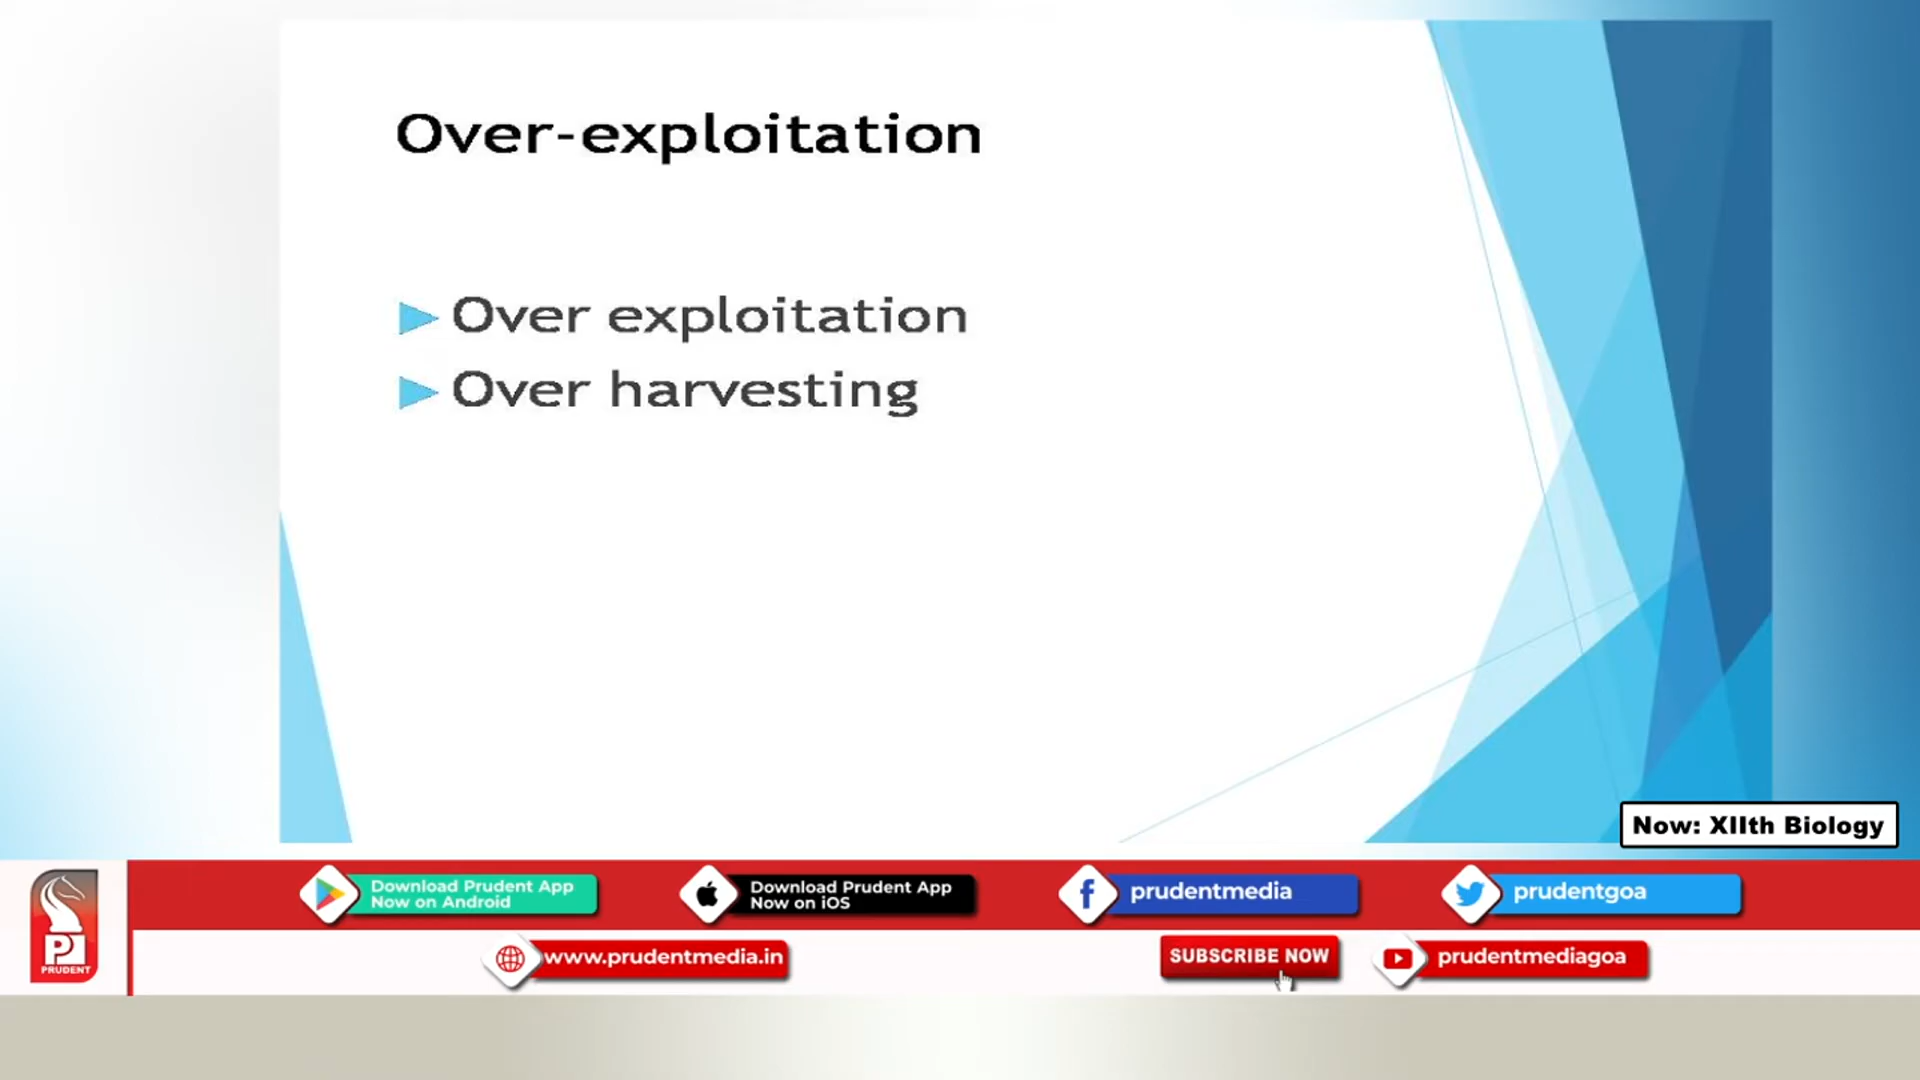 Over-exploitation
Over exploitation
Over harvesting
Now: XIIth Biology
Download Prudent App
Now on Android
Download Prudent App
Now on iOS
prudentmedia
prudentgoa
PRUDENT
www.prudentmedia.in
SUBSCRIBE NOW
prudentmediagoa